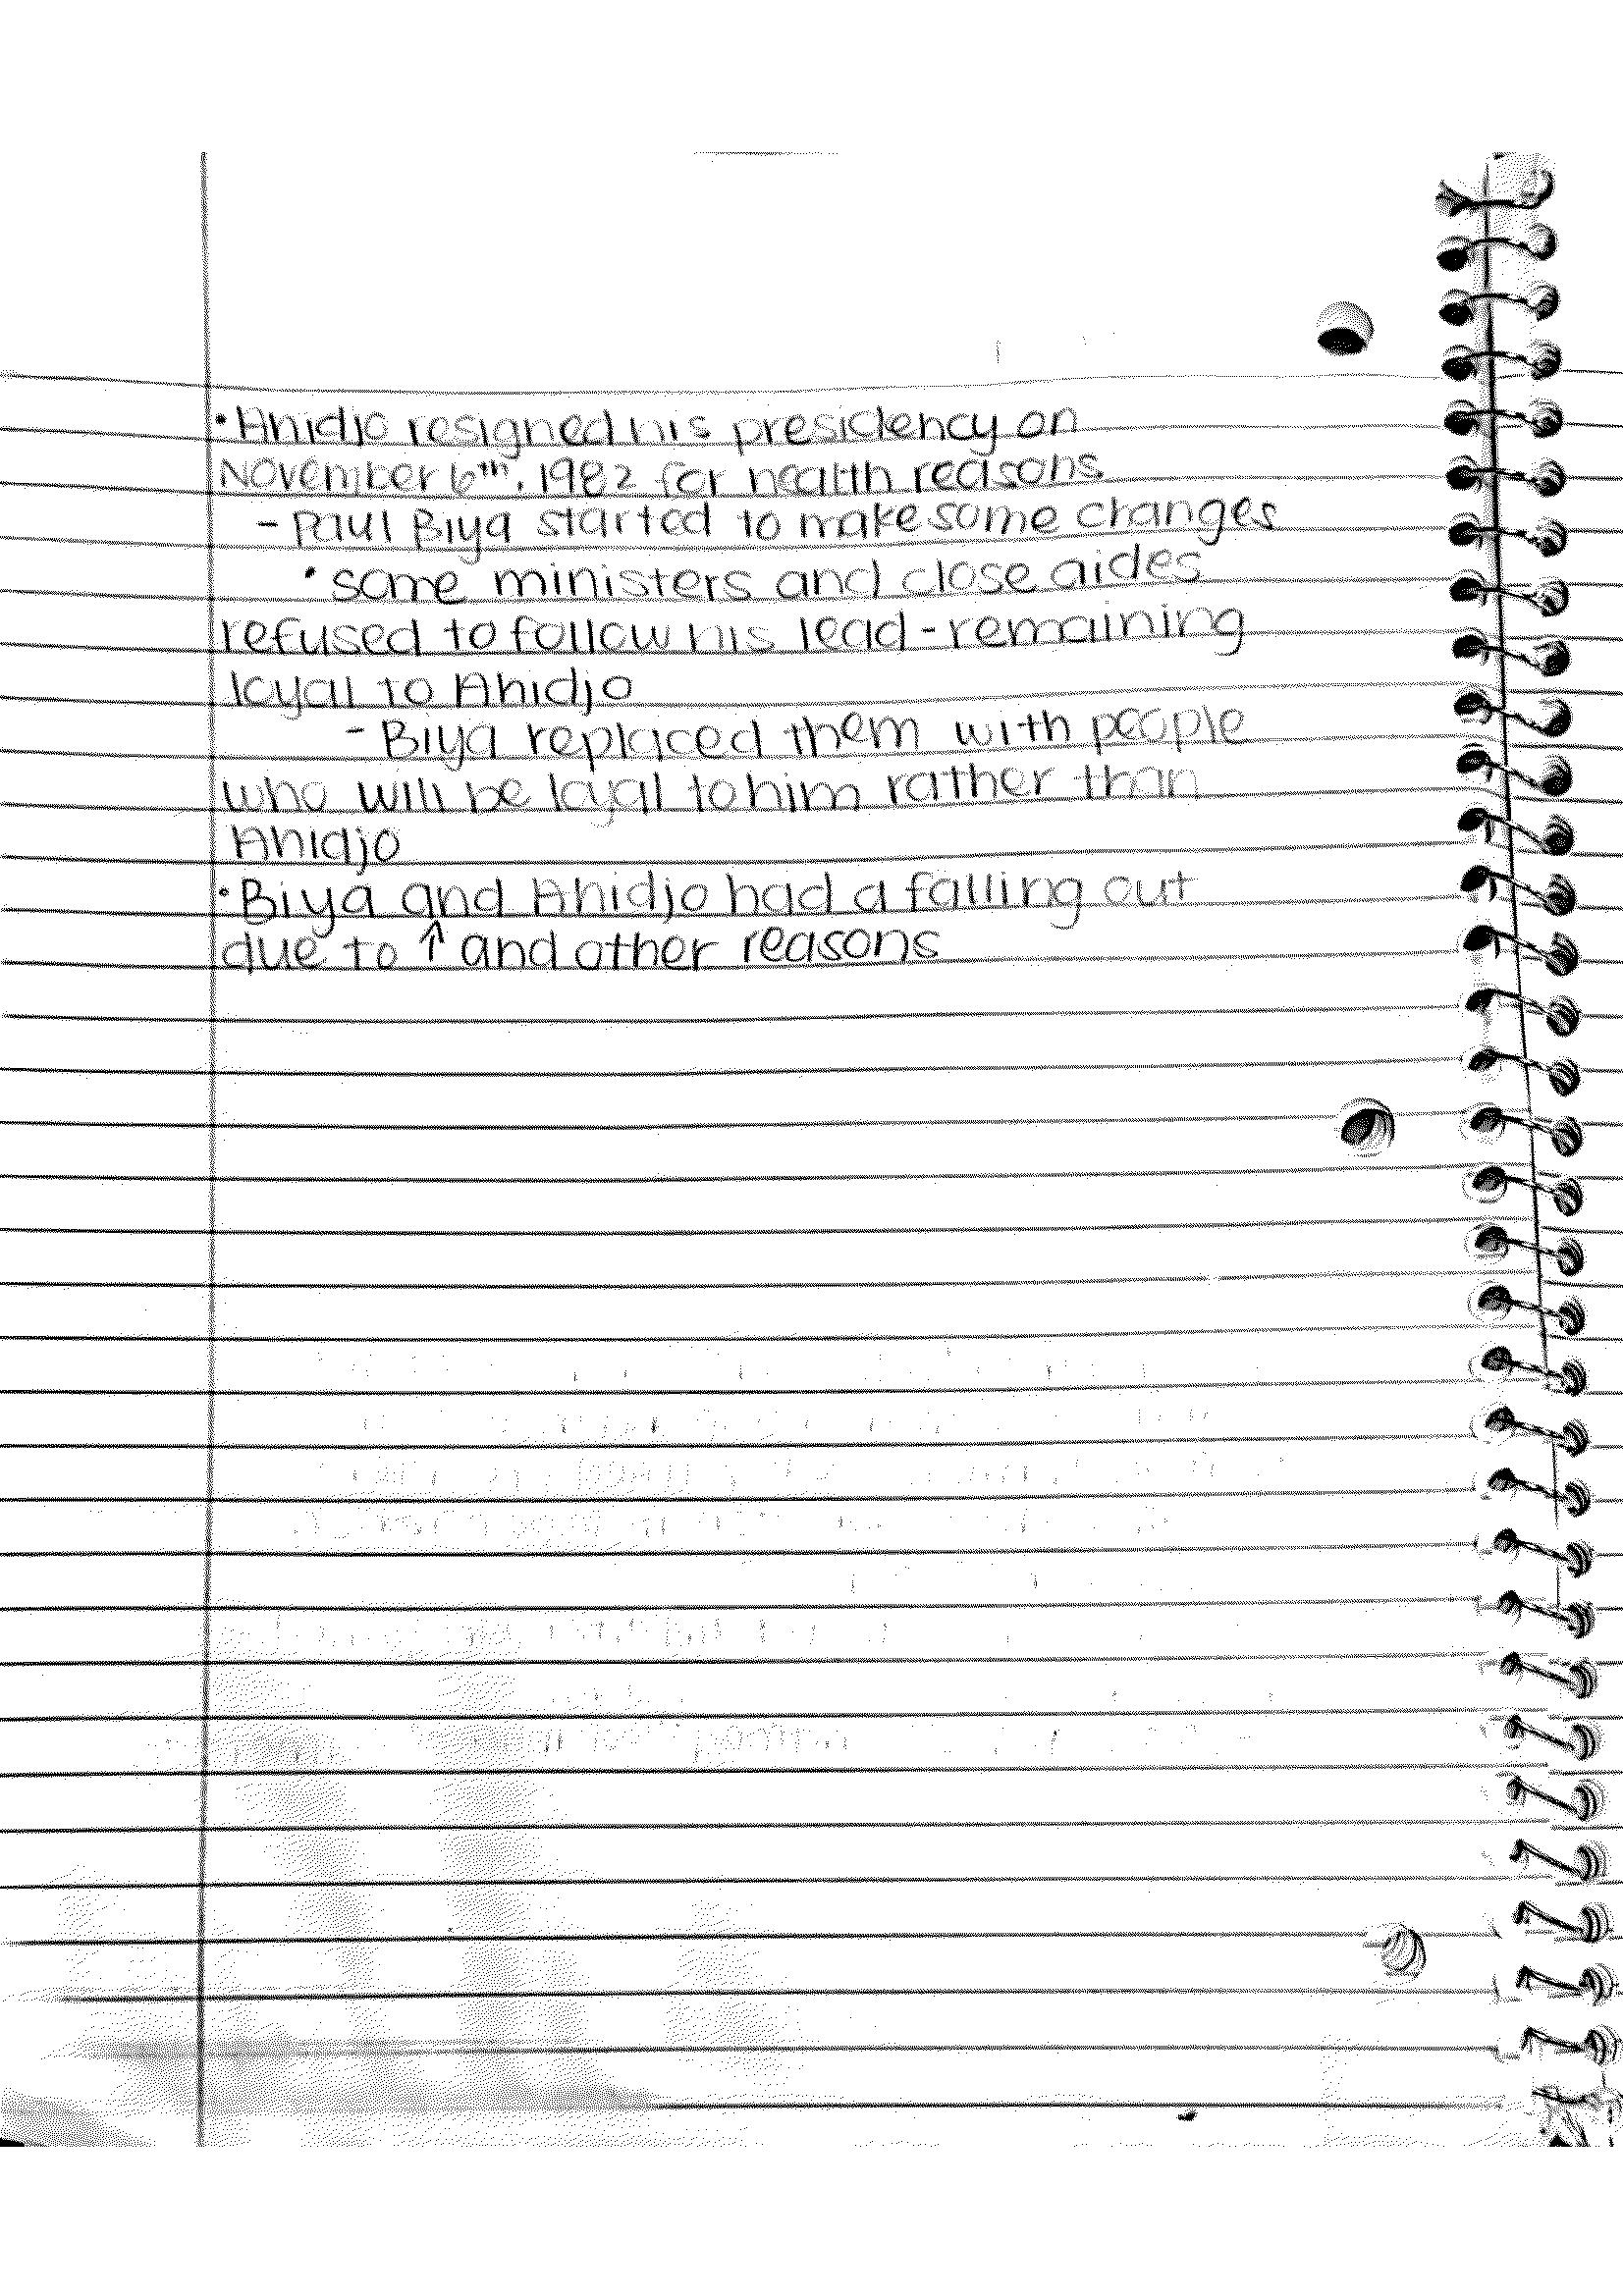 • Ahidjo resigned his presidency on
November 6th, 1982 for health reasons
- Paul Biya started to make some changes
• some ministers and close aides
refused to follow his lead - remaining
loyal to Ahidjo
- Biya replaced them with people
who will be loyal to him rather than
Ahidjo
• Biya and Ahidjo had a falling out
due to ↑ and other reasons